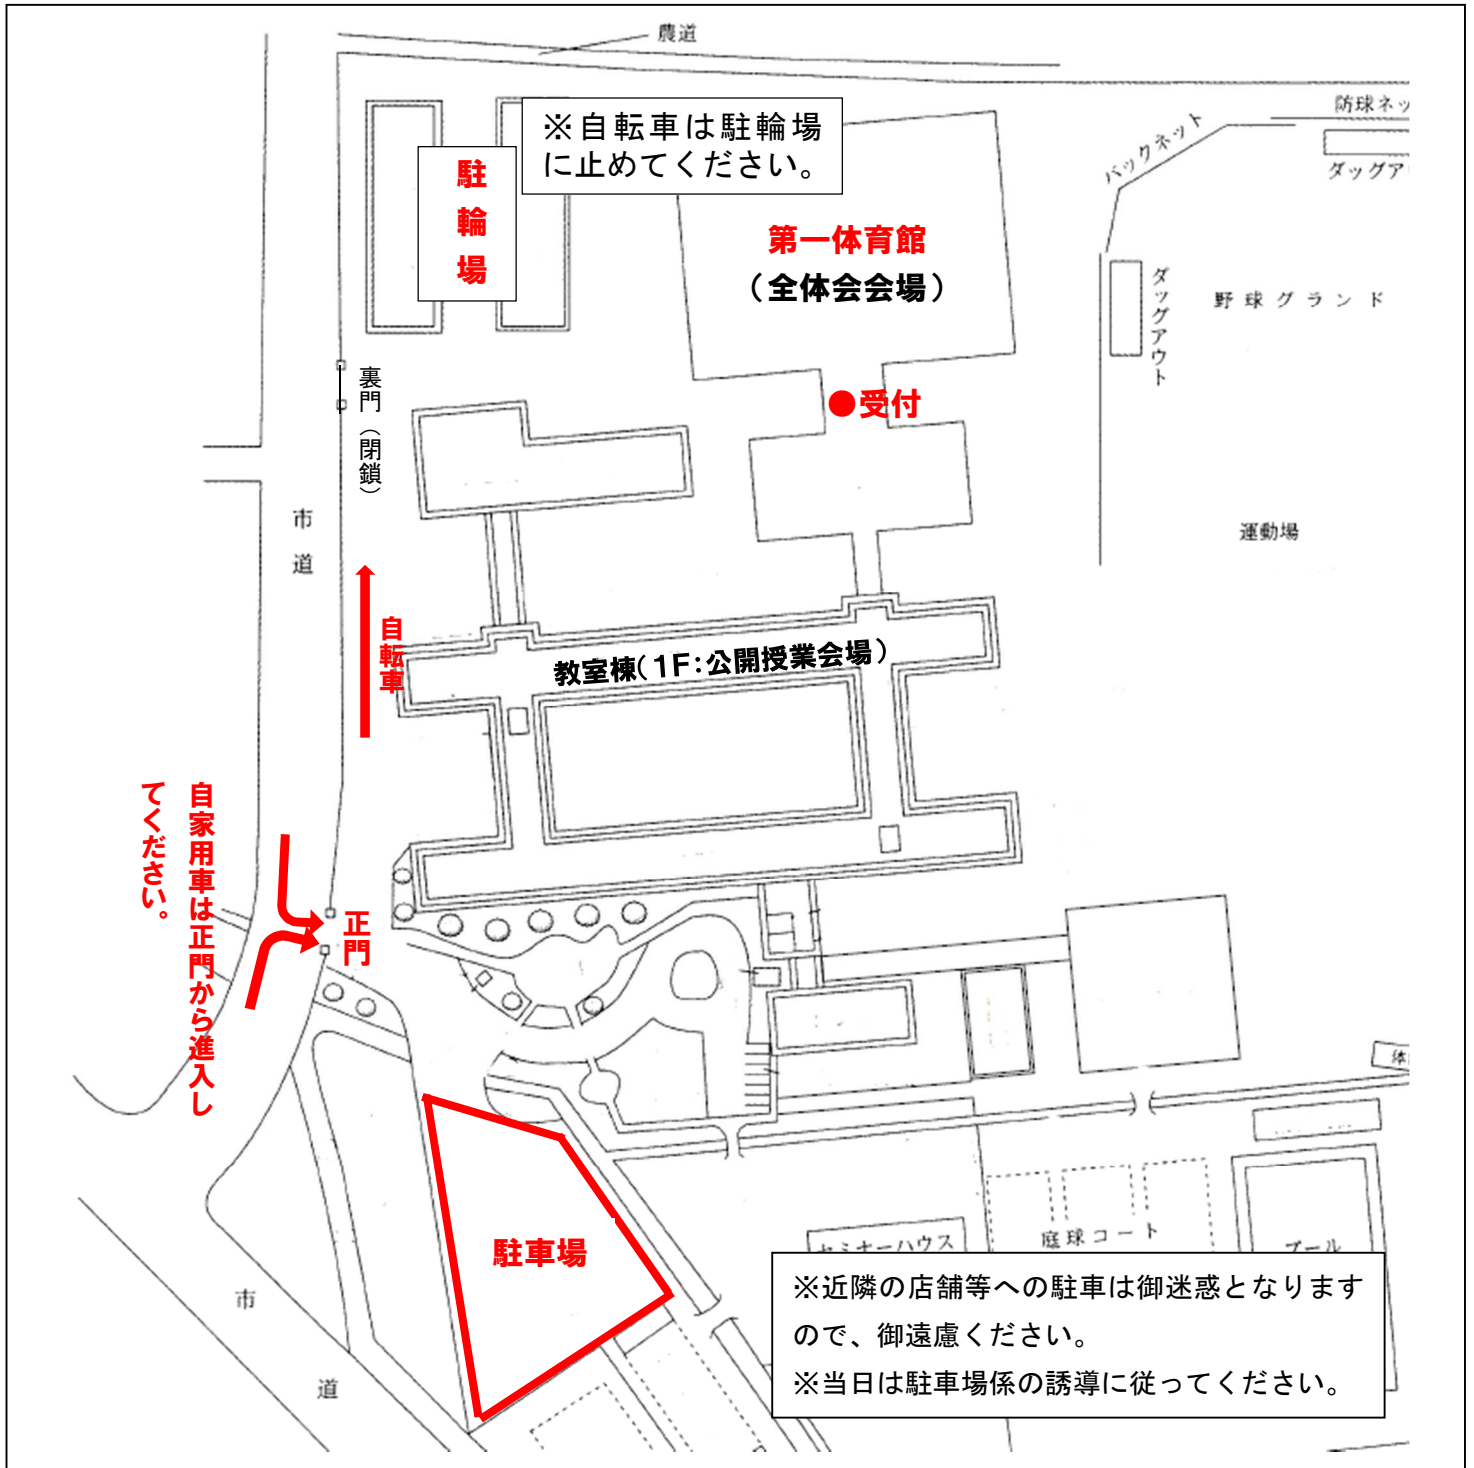 農道
防球ネッ
バックネット
ダッグア
※自転車は駐輪場
に止めてください。
駐輪場
第一体育館
（全体会会場）
ダッグアウト
野球グランド
裏門（閉鎖）
●受付
市道
運動場
自転車
教室棟（1F：公開授業会場）
自家用車は正門から進入し
てください。
正門
体
駐車場
セミナーハウス
庭球コート
プール
市道
※近隣の店舗等への駐車は御迷惑となります
ので、御遠慮ください。
※当日は駐車場係の誘導に従ってください。